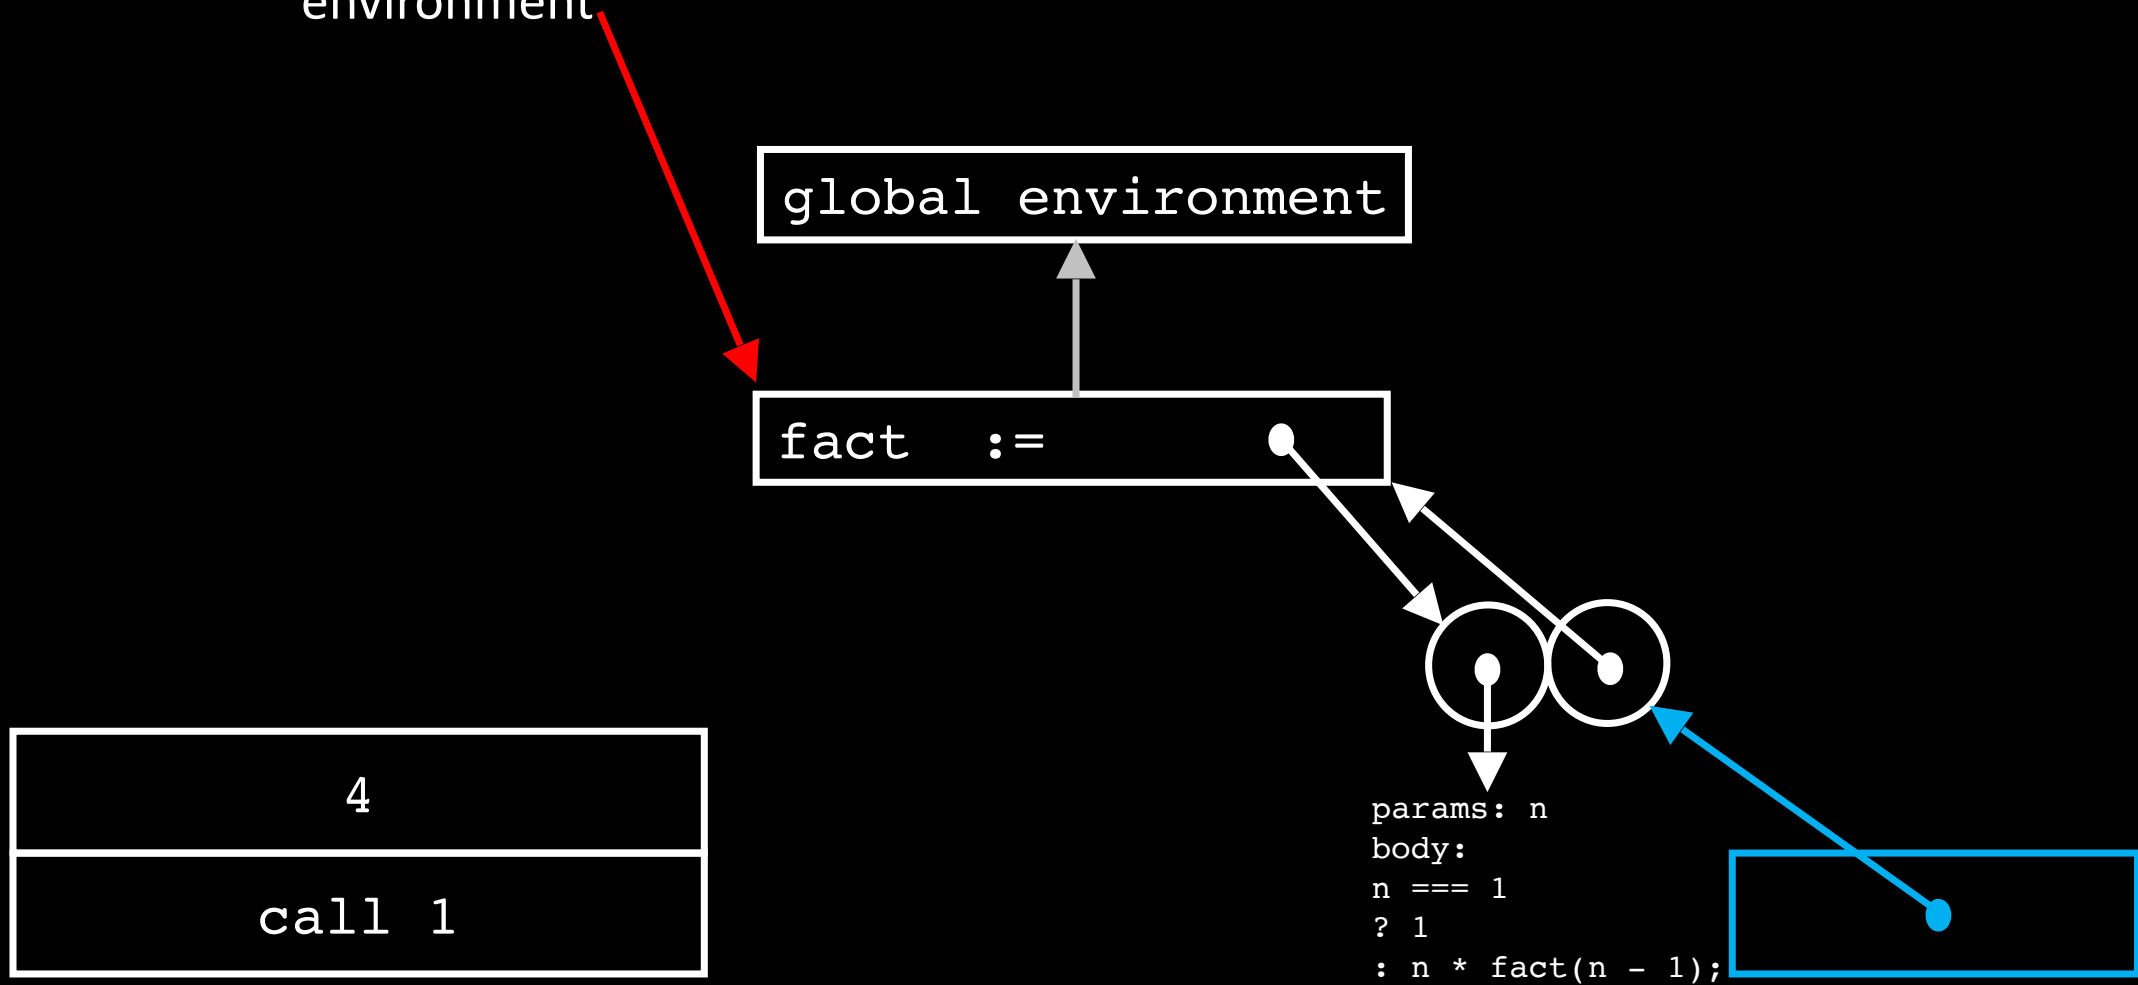 environment
global environment
fact :=
4
call 1
params: n
body:
n === 1
? 1
: n * fact(n - 1);